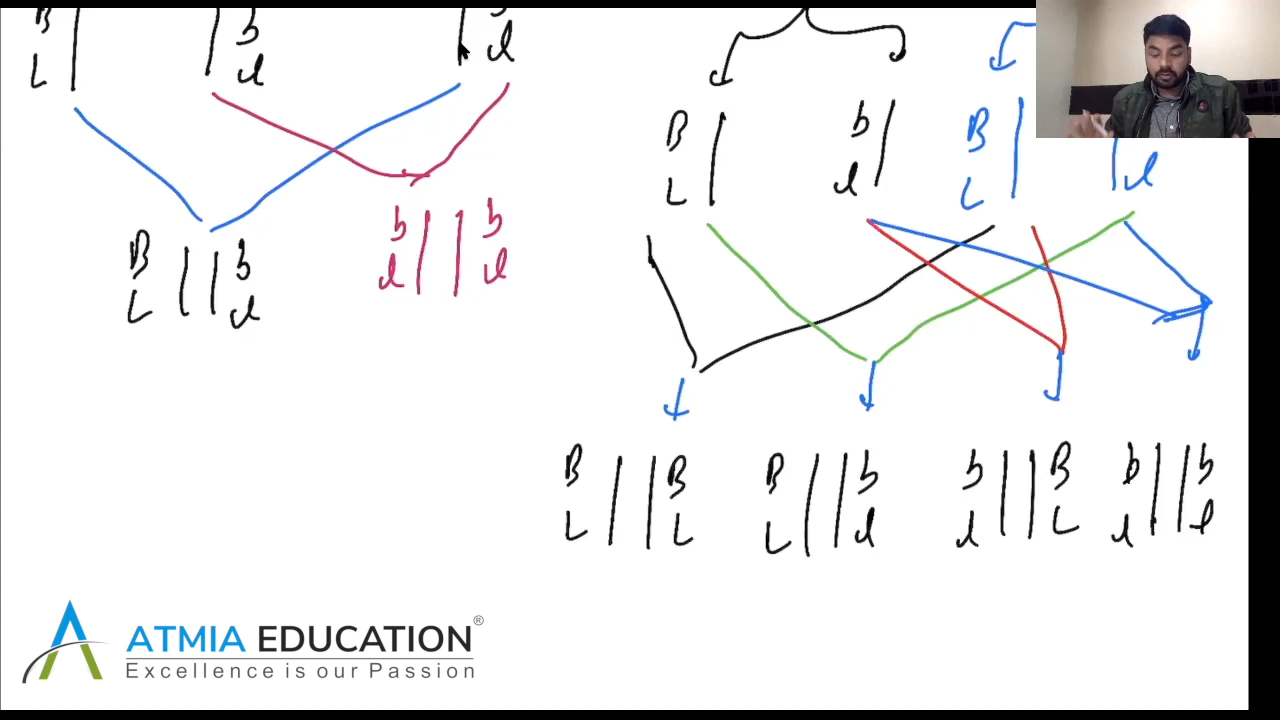 B b b
L l l
B b B
L l L l
b b
l l
B b
L l
B B B b b B b b
L L L l l L l l
ATMIA EDUCATION®
Excellence is our Passion